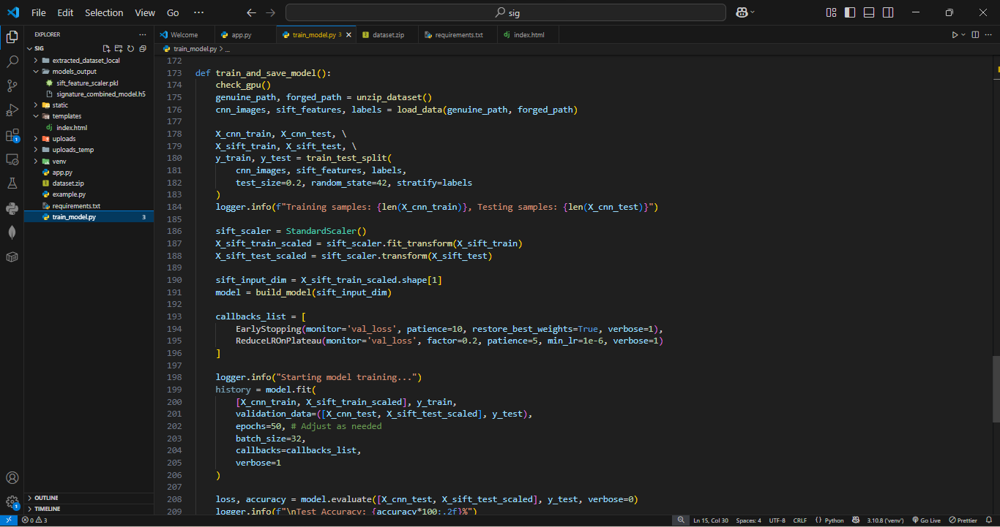 File Edit Selection View Go ··· sig
EXPLORER ···
Welcome app.py train_model.py 3 dataset.zip requirements.txt index.html
train_model.py > ...
SIG
extracted_dataset_local
models_output
sift_feature_scaler.pkl
signature_combined_model.h5
static
templates
index.html
uploads
uploads_temp
venv
app.py
dataset.zip
example.py
requirements.txt
train_model.py 3
OUTLINE
TIMELINE
1
1
172
173 def train_and_save_model():
174 check_gpu()
175 genuine_path, forged_path = unzip_dataset()
176 cnn_images, sift_features, labels = load_data(genuine_path, forged_path)
177
178 X_cnn_train, X_cnn_test, \
179 X_sift_train, X_sift_test, \
180 y_train, y_test = train_test_split(
181 cnn_images, sift_features, labels,
182 test_size=0.2, random_state=42, stratify=labels
183 )
184 logger.info(f"Training samples: {len(X_cnn_train)}, Testing samples: {len(X_cnn_test)}")
185
186 sift_scaler = StandardScaler()
187 X_sift_train_scaled = sift_scaler.fit_transform(X_sift_train)
188 X_sift_test_scaled = sift_scaler.transform(X_sift_test)
189
190 sift_input_dim = X_sift_train_scaled.shape[1]
191 model = build_model(sift_input_dim)
192
193 callbacks_list = [
194 EarlyStopping(monitor='val_loss', patience=10, restore_best_weights=True, verbose=1),
195 ReduceLROnPlateau(monitor='val_loss', factor=0.2, patience=5, min_lr=1e-6, verbose=1)
196 ]
197
198 logger.info("Starting model training...")
199 history = model.fit(
200 [X_cnn_train, X_sift_train_scaled], y_train,
201 validation_data=([X_cnn_test, X_sift_test_scaled], y_test),
202 epochs=50, # Adjust as needed
203 batch_size=32,
204 callbacks=callbacks_list,
205 verbose=1
206 )
207
208 loss, accuracy = model.evaluate([X_cnn_test, X_sift_test_scaled], y_test, verbose=0)
209 logger.info(f"\nTest Accuracy: {accuracy*100:.2f}%")
0 3 Ln 15, Col 30 Spaces: 4 UTF-8 CRLF {} Python 3.10.8 ('venv') Go Live Prettier